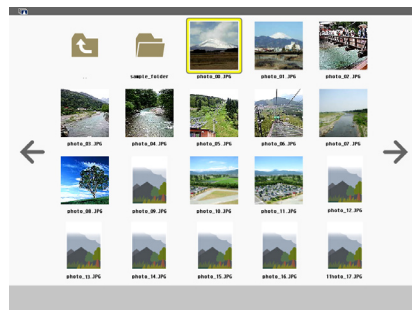 ..
sample_folder
photo_00.JPG
photo_01.JPG
photo_02.JPG
photo_03.JPG
photo_04.JPG
photo_05.JPG
photo_06.JPG
photo_07.JPG
photo_08.JPG
photo_09.JPG
photo_10.JPG
photo_11.JPG
photo_12.JPG
photo_13.JPG
photo_14.JPG
photo_15.JPG
photo_16.JPG
11hoto_17.JPG